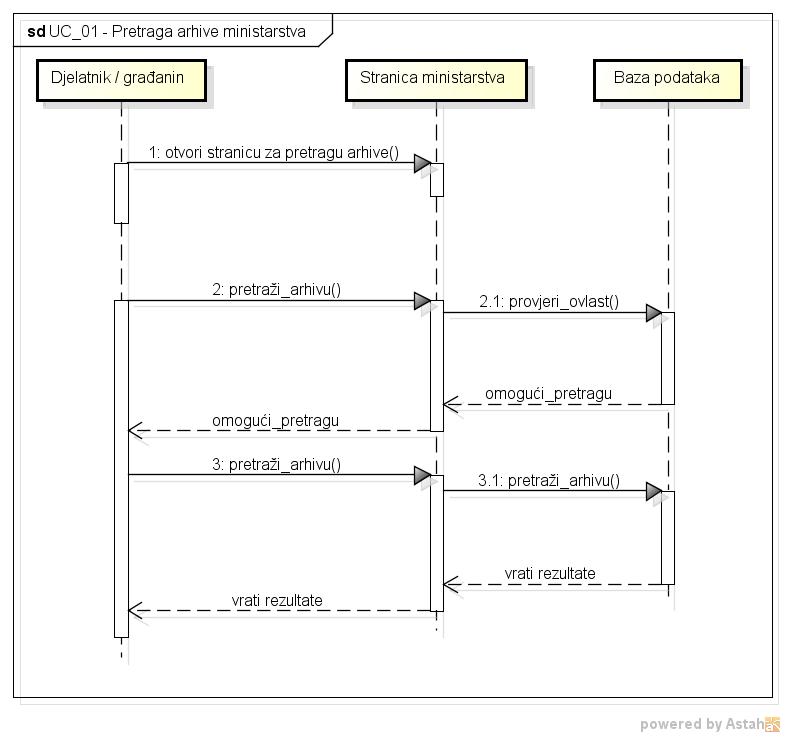 sd UC_01 - Pretraga arhive ministarstva
Djelatnik / građanin
Stranica ministarstva
Baza podataka
1: otvori stranicu za pretragu arhive()
2: pretraži_arhivu()
2.1: provjeri_ovlast()
omogući_pretragu
omogući_pretragu
3: pretraži_arhivu()
3.1: pretraži_arhivu()
vrati rezultate
vrati rezultate
powered by Astah